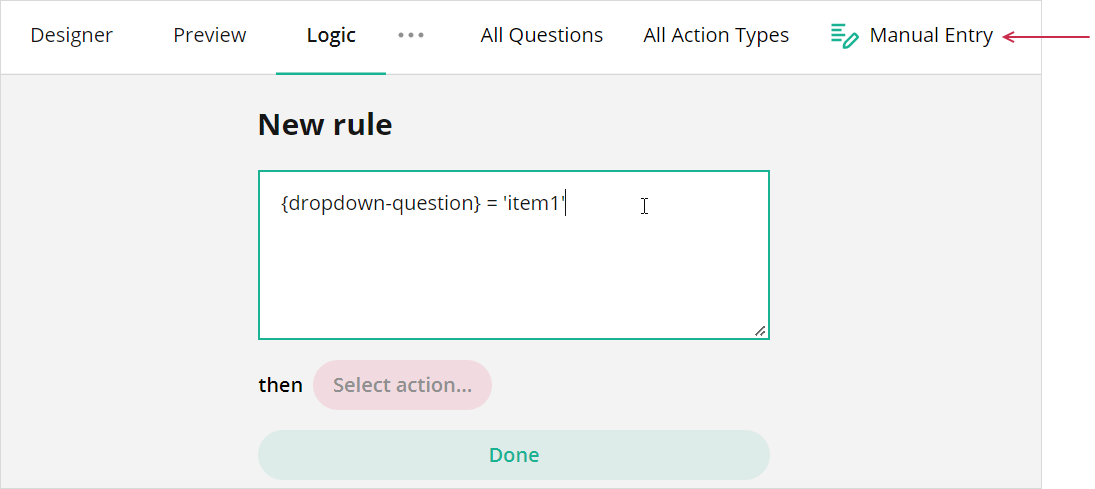 Designer Preview Logic ••• All Questions All Action Types Manual Entry
New rule
{dropdown-question} = 'item1'
then Select action...
Done